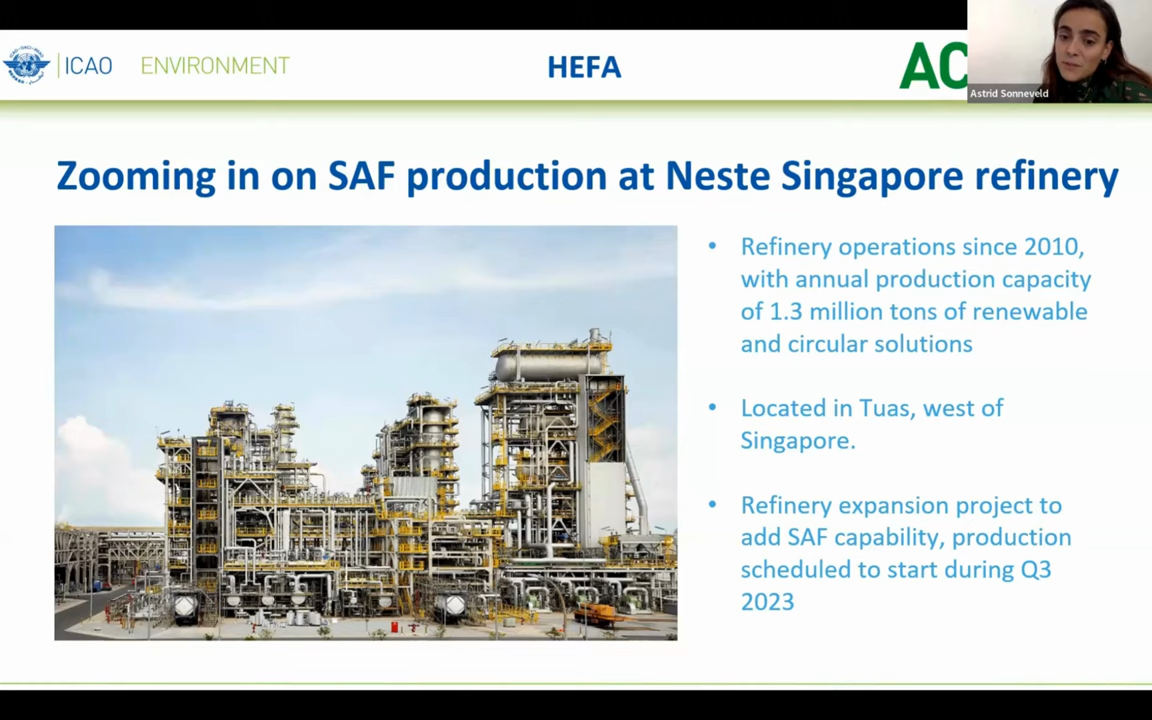 ICAO
ENVIRONMENT
HEFA
AC
Astrid Sonneveld
Zooming in on SAF production at Neste Singapore refinery
• Refinery operations since 2010,
with annual production capacity
of 1.3 million tons of renewable
and circular solutions
• Located in Tuas, west of
Singapore.
• Refinery expansion project to
add SAF capability, production
scheduled to start during Q3
2023